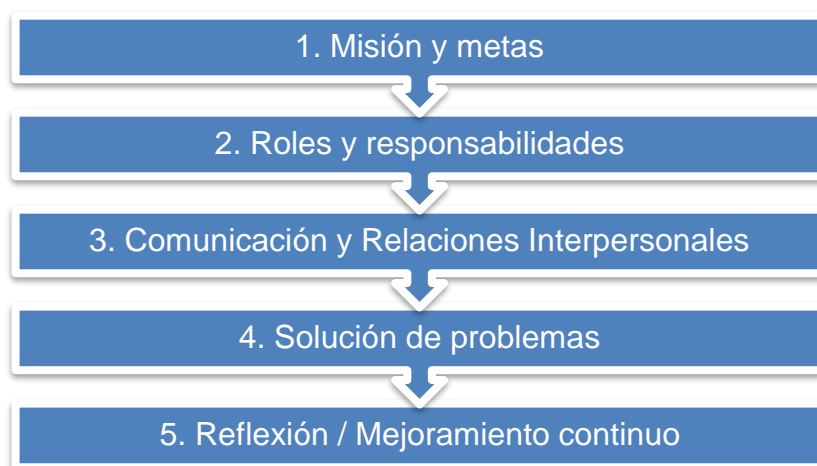 1. Misión y metas
2. Roles y responsabilidades
3. Comunicación y Relaciones Interpersonales
4. Solución de problemas
5. Reflexión / Mejoramiento continuo